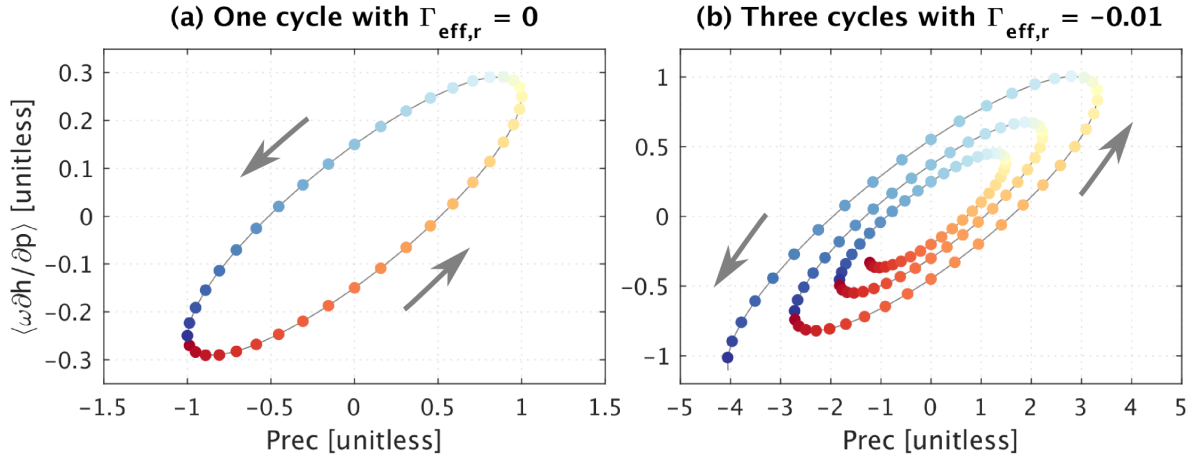 (a) One cycle with Γeff,r = 0
0.3
0.2
0.1
0
-0.1
-0.2
-0.3
⟨ω∂h/∂p⟩ [unitless]
-1.5 -1 -0.5 0 0.5 1 1.5
Prec [unitless]
(b) Three cycles with Γeff,r = -0.01
1
0.5
0
-0.5
-1
-5 -4 -3 -2 -1 0 1 2 3 4 5
Prec [unitless]